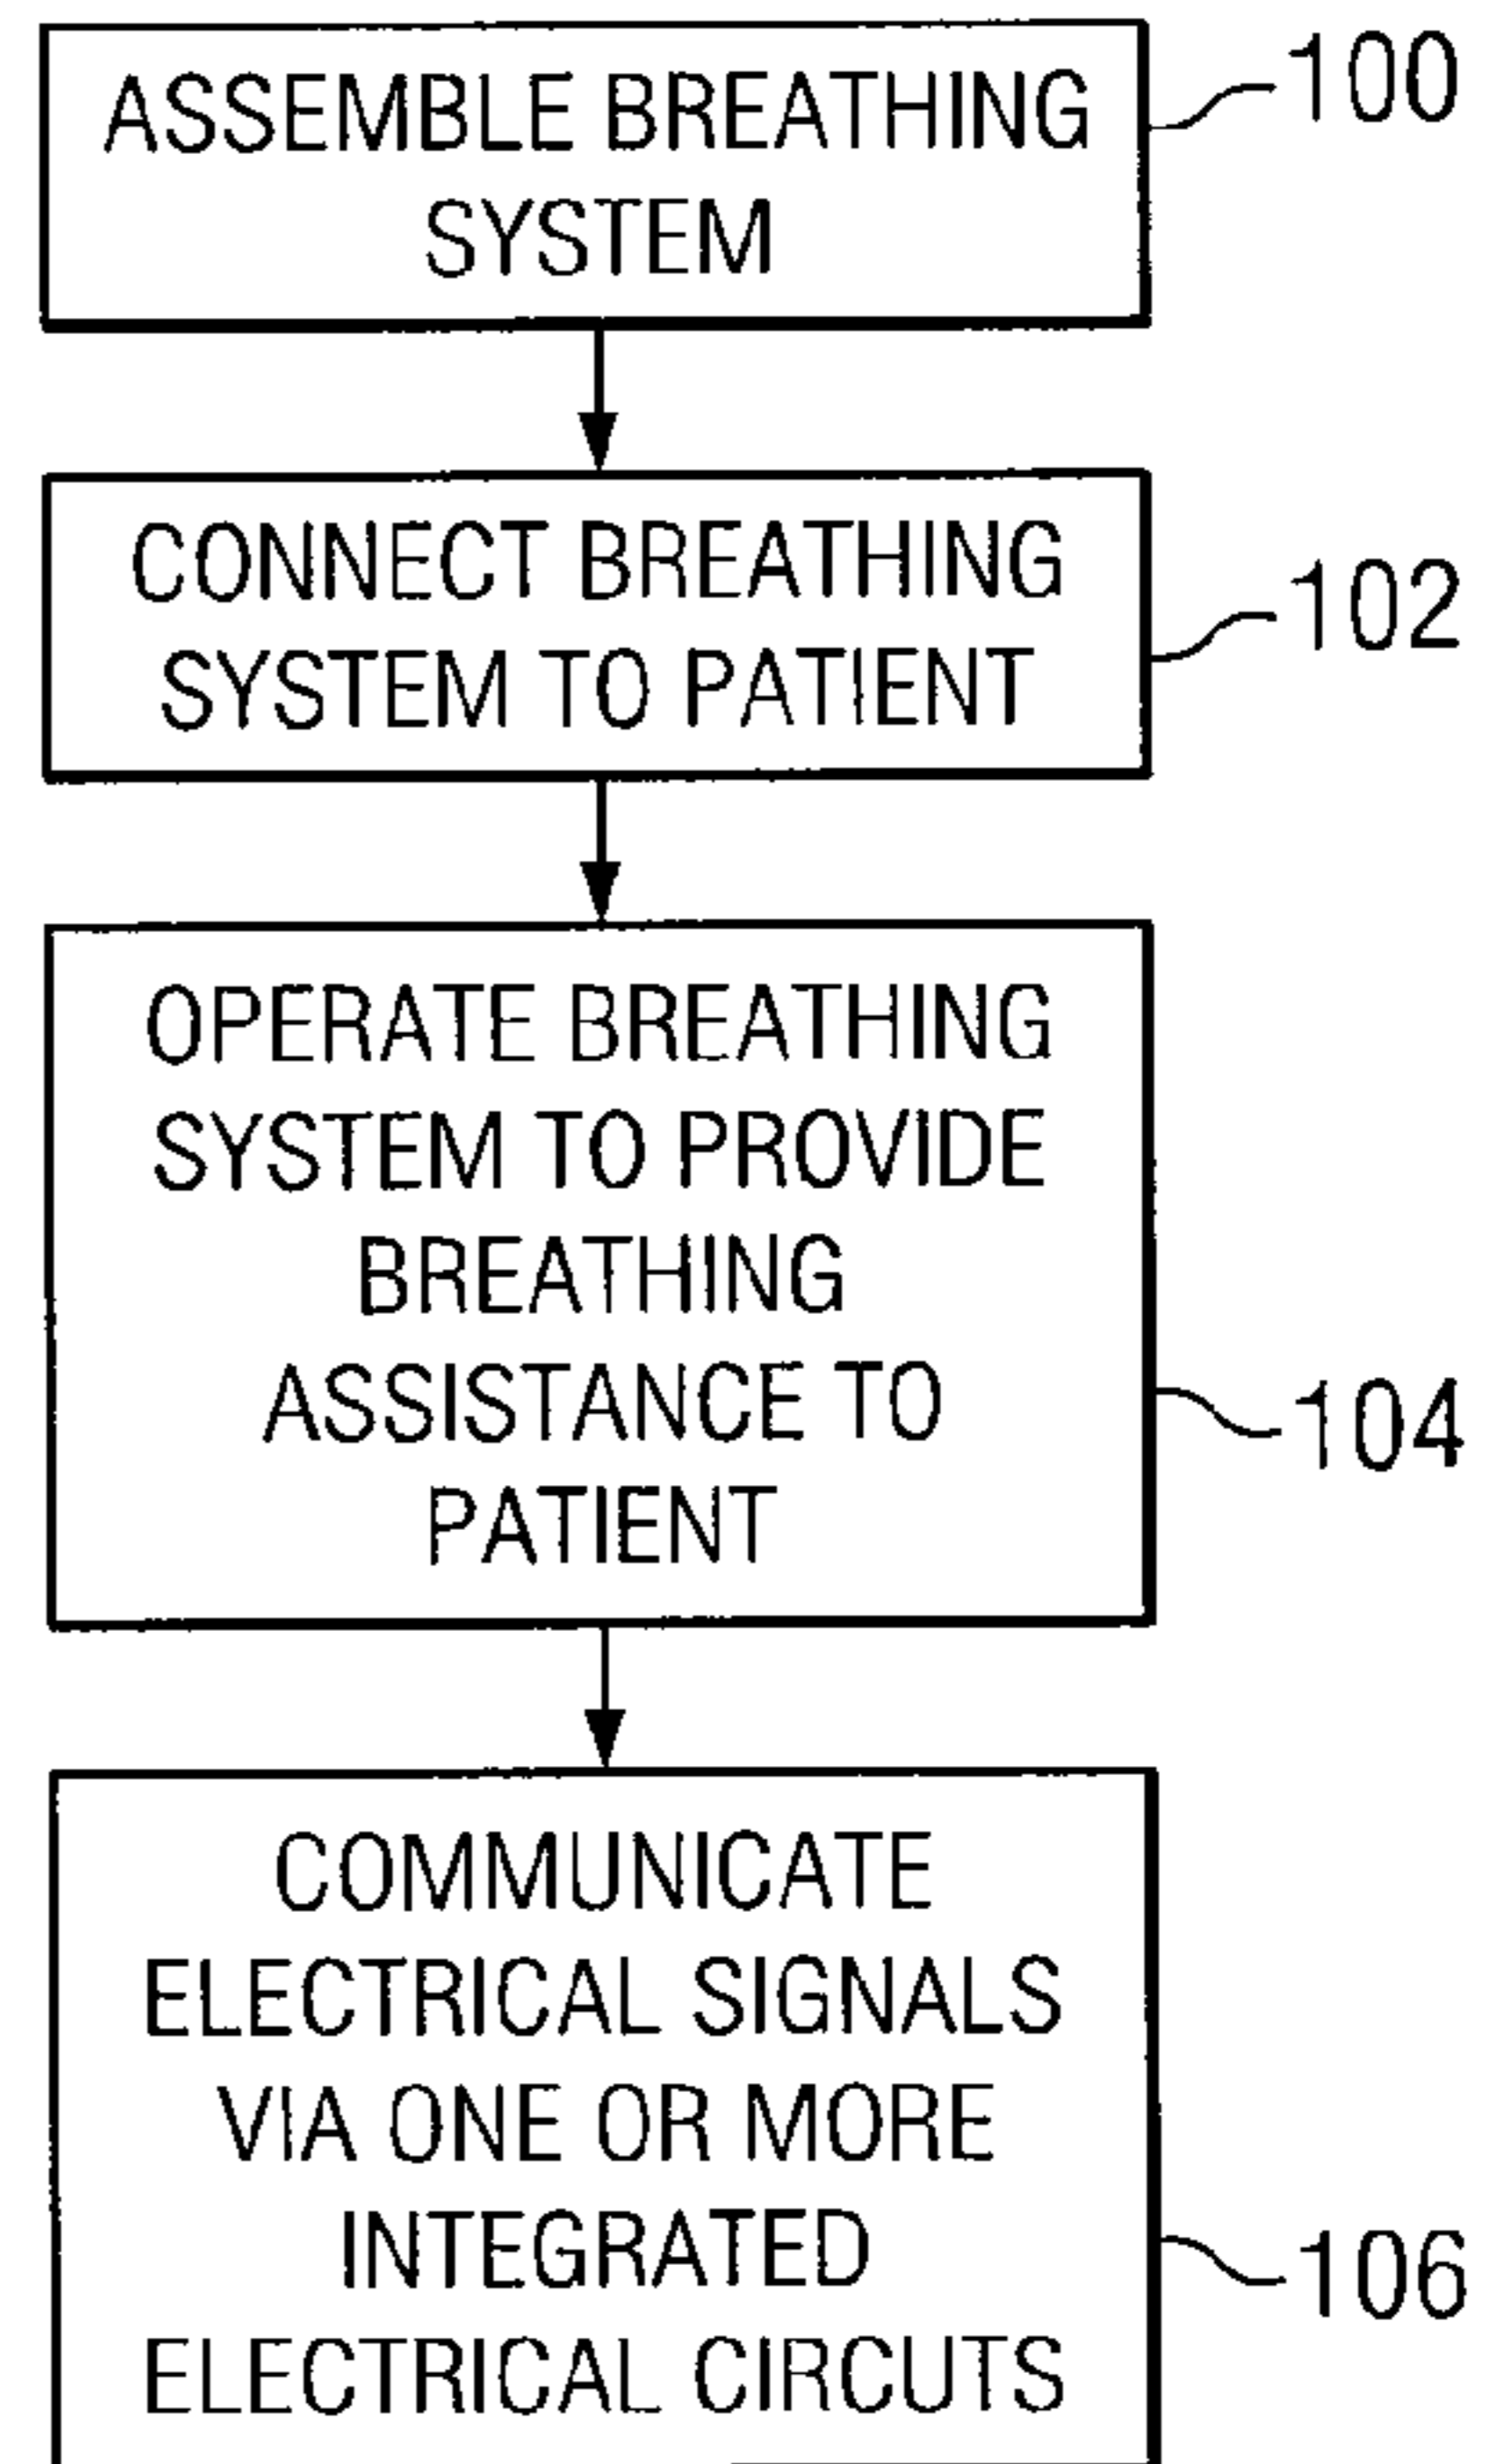 ASSEMBLE BREATHING
SYSTEM
100
CONNECT BREATHING
SYSTEM TO PATIENT
102
OPERATE BREATHING
SYSTEM TO PROVIDE
BREATHING
ASSISTANCE TO
PATIENT
104
COMMUNICATE
ELECTRICAL SIGNALS
VIA ONE OR MORE
INTEGRATED
ELECTRICAL CIRCUTS
106